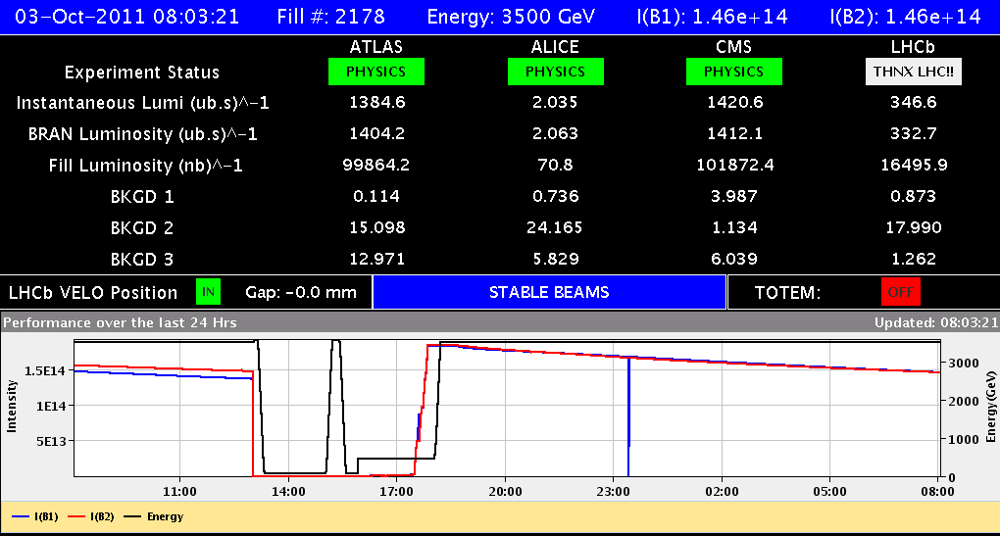 03-Oct-2011 08:03:21 Fill #: 2178 Energy: 3500 GeV I(B1): 1.46e+14 I(B2): 1.46e+14
ATLAS ALICE CMS LHCb
Experiment Status PHYSICS PHYSICS PHYSICS THNX LHC!!
Instantaneous Lumi (ub.s)^-1 1384.6 2.035 1420.6 346.6
BRAN Luminosity (ub.s)^-1 1404.2 2.063 1412.1 332.7
Fill Luminosity (nb)^-1 99864.2 70.8 101872.4 16495.9
BKGD 1 0.114 0.736 3.987 0.873
BKGD 2 15.098 24.165 1.134 17.990
BKGD 3 12.971 5.829 6.039 1.262
LHCb VELO Position IN Gap: -0.0 mm STABLE BEAMS TOTEM: OFF
Performance over the last 24 Hrs Updated: 08:03:21
Intensity
1.5E14
1E14
5E13
3000
2000
1000
0
Energy(GeV)
11:00 14:00 17:00 20:00 23:00 02:00 05:00 08:00
I(B1) I(B2) Energy